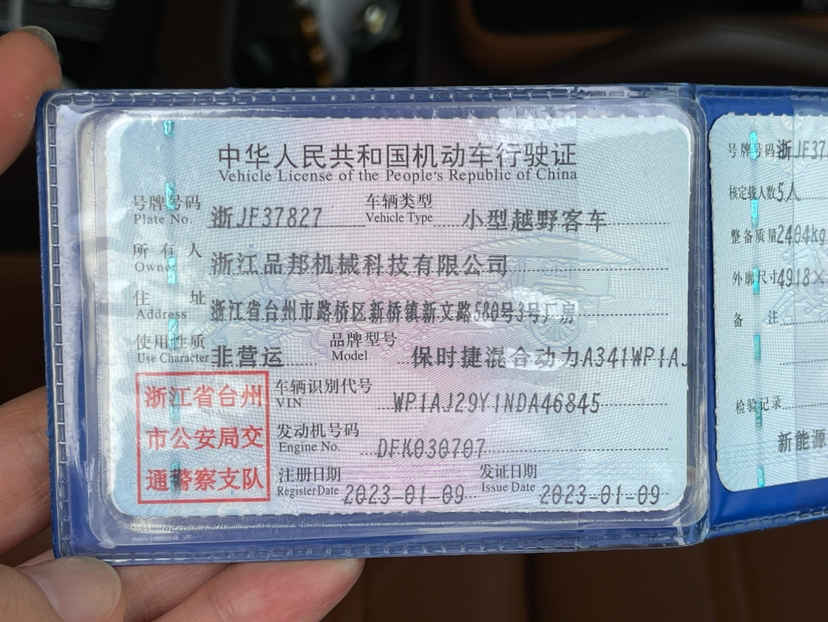 中华人民共和国机动车行驶证
Vehicle License of the People's Republic of China
号牌号码 浙JF37827 车辆类型 小型越野客车
Plate No. Vehicle Type
所有人 浙江品邦机械科技有限公司
Owner
住址 浙江省台州市路桥区新桥镇新文路580号3号厂房
Address
使用性质 非营运 品牌型号 保时捷混合动力A341WP1AJ
Use Character Model
浙江省台州
市公安局交
通警察支队
车辆识别代号 WP1AJ29Y1NDA46845
VIN
发动机号码 DFK030707
Engine No.
注册日期 2023-01-09 发证日期 2023-01-09
Register Date Issue Date
号牌号码 浙JF37
核定载人数 5人
整备质量 2404kg
外廓尺寸 4918×
备注
检验记录
新能源